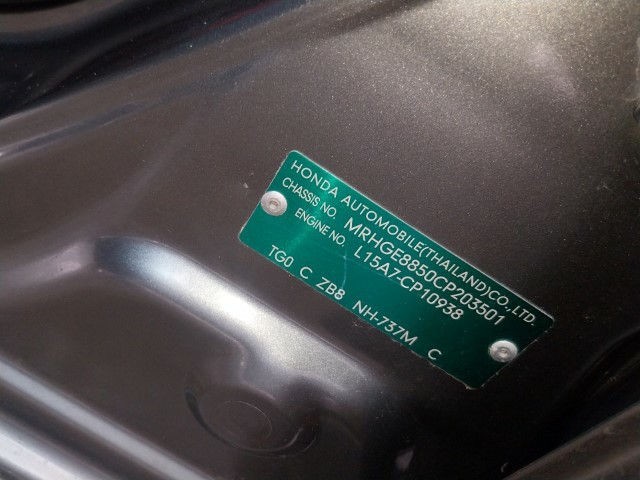 HONDA AUTOMOBILE(THAILAND)CO.,LTD.
CHASSIS NO. MRHGE8850CP203501
ENGINE NO. L15A7-CP10938
TG0 C ZB8 NH-737M C